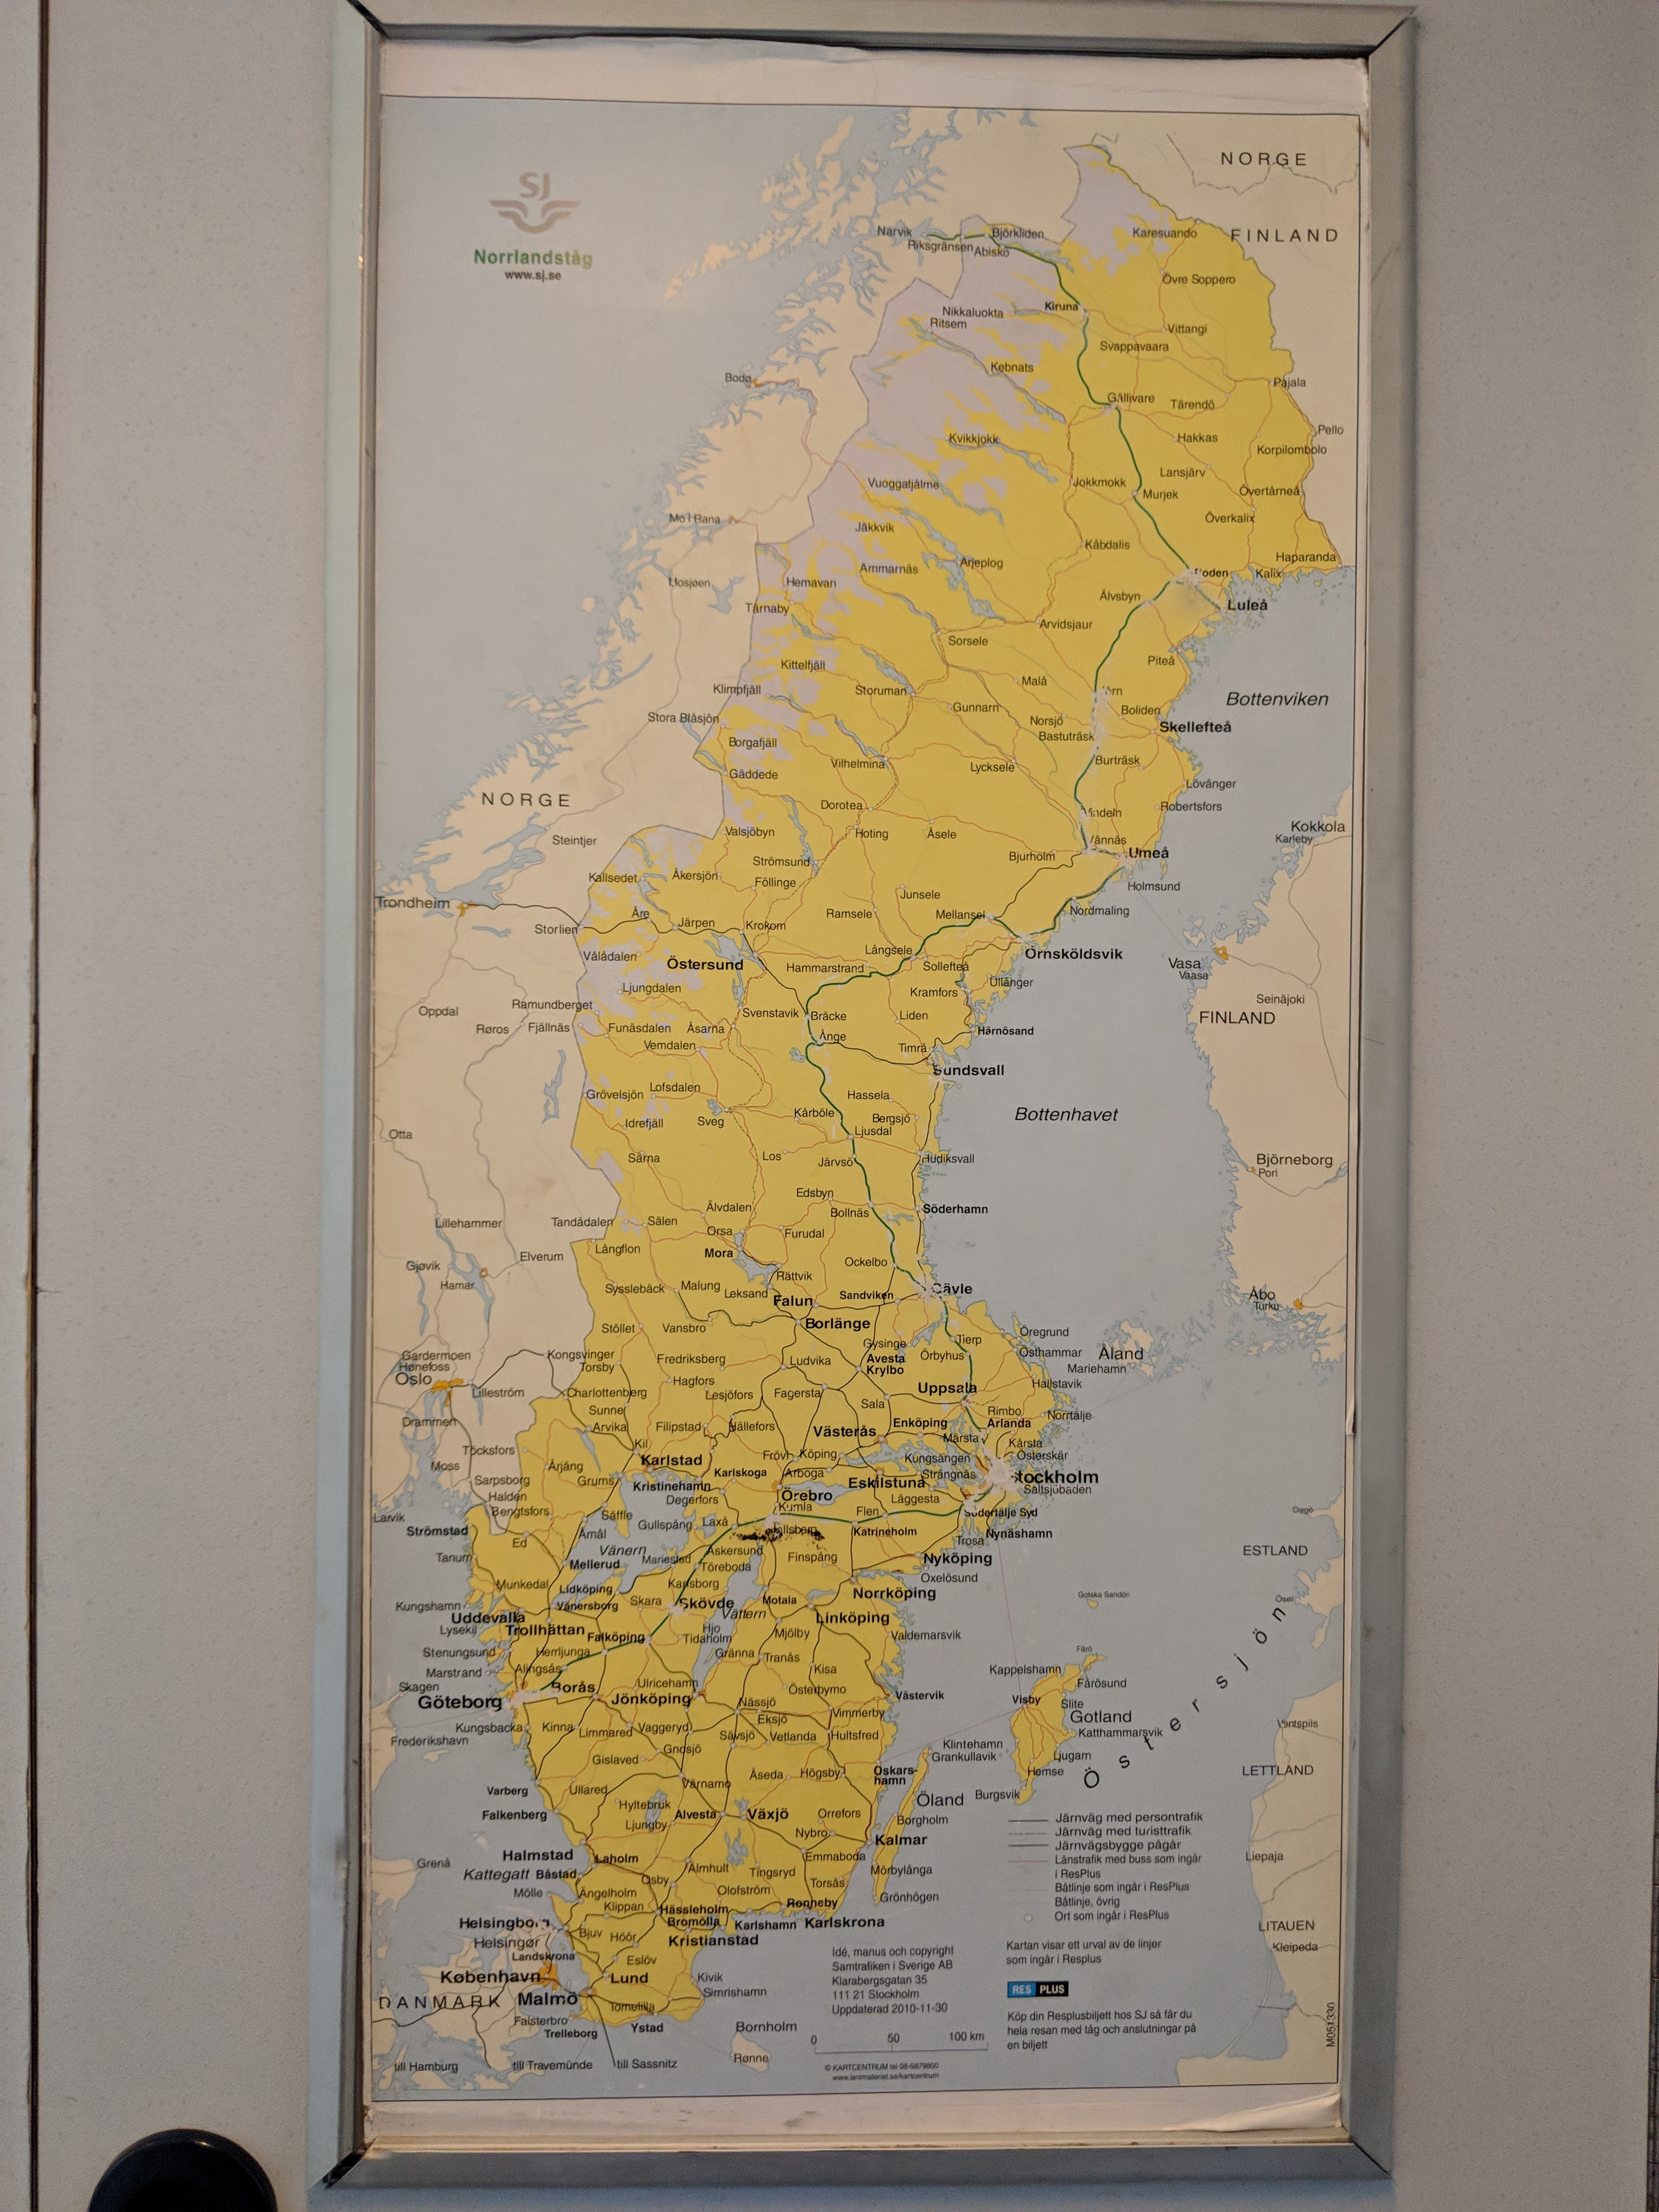 NORGE
SJ
FINLAND
Norrlandståg
www.sj.se
Narvik
Riksgränsen
Björkliden
Abisko
Karesuando
Övre Soppero
Kiruna
Nikkaluokta
Ritsem
Vittangi
Svappavaara
Kebnats
Bodø
Pajala
Gällivare
Tärendö
Pello
Hakkas
Korpilombolo
Kvikkjokk
Lansjärv
Jokkmokk
Murjek
Övertårneå
Vuoggatjålme
Överkalix
Mo i Rana
Jäkkvik
Kåbdalis
Haparanda
Arjeplog
Ammarnäs
Kalix
Mosjøen
Hemavan
Älvsbyn
Luleå
Tärnaby
Arvidsjaur
Sorsele
Piteå
Kittelfjäll
Malå
Klimpfjäll
Storuman
Bottenviken
Gunnarn
Boliden
Stora Blåsjön
Norsjö
Skellefteå
Bastuträsk
Borgafjäll
Burträsk
Vilhelmina
Lycksele
Gäddede
Lövånger
NORGE
Dorotea
Robertsfors
Vindeln
Kokkola
Karleby
Steintjer
Valsjöbyn
Hoting
Åsele
Vännäs
Umeå
Bjurholm
Strömsund
Kallsedet
Åkersjön
Föllinge
Holmsund
Junsele
Trondheim
Åre
Järpen
Krokom
Ramsele
Mellansel
Nordmaling
Storlien
Långsele
Örnsköldsvik
Vålådalen
Östersund
Hammarstrand
Sollefteå
Vasa
Vaasa
Ljungdalen
Kramfors
Ullånger
Seinäjoki
Oppdal
Ramundberget
Svenstavik
Bräcke
Liden
FINLAND
Røros
Fjällnäs
Funäsdalen
Åsarna
Härnösand
Vemdalen
Ånge
Timrå
Sundsvall
Lofsdalen
Grövelsjön
Hassela
Idrefjäll
Sveg
Kårböle
Bergsjö
Bottenhavet
Otta
Ljusdal
Särna
Los
Järvsö
Hudiksvall
Björneborg
Pori
Edsbyn
Älvdalen
Bollnäs
Söderhamn
Lillehammer
Tandådalen
Sälen
Orsa
Furudal
Långflon
Mora
Elverum
Ockelbo
Gjøvik
Hamar
Rättvik
Sysslebäck
Malung
Leksand
Sandviken
Gävle
Åbo
Turku
Falun
Borlänge
Stöllet
Vansbro
Gysinge
Tierp
Öregrund
Gardermoen
Kongsvinger
Fredriksberg
Ludvika
Avesta
Krylbo
Örbyhus
Östhammar
Åland
Mariehamn
Hønefoss
Torsby
Oslo
Lilleström
Charlottenberg
Hagfors
Lesjöfors
Fagersta
Uppsala
Hallstavik
Sunne
Sala
Rimbo
Norrtälje
Drammen
Arvika
Filipstad
Hällefors
Västerås
Enköping
Arlanda
Märsta
Töcksfors
Kil
Karlstad
Frövi
Köping
Kungsängen
Kårsta
Österskär
Moss
Årjäng
Karlskoga
Arboga
Strängnäs
Stockholm
Sarpsborg
Grums
Kristinehamn
Eskilstuna
Saltsjöbaden
Halden
Degerfors
Örebro
Läggesta
Dagö
Larvik
Bengtsfors
Säffle
Kumla
Flen
Södertälje Syd
Strömstad
Gullspång
Laxå
Hallsberg
Katrineholm
Nynäshamn
Ed
Åmål
Vänern
Mariestad
Askersund
Trosa
Tanum
Mellerud
Töreboda
Finspång
Nyköping
ESTLAND
Oxelösund
Munkedal
Lidköping
Karlsborg
Norrköping
Gotska Sandön
Ösel
Kungshamn
Vänersborg
Skara
Skövde
Motala
Uddevalla
Vättern
Linköping
Lysekil
Trollhättan
Falköping
Hjo
Tidaholm
Mjölby
Valdemarsvik
Stenungsund
Herrljunga
Gränna
Tranås
Fårö
Marstrand
Alingsås
Kisa
Kappelshamn
Fårösund
Skagen
Ulricehamn
Österbymo
Västervik
Göteborg
Borås
Jönköping
Nässjö
Visby
Slite
Östersjön
Kungsbacka
Kinna
Limmared
Vaggeryd
Eksjö
Vimmerby
Gotland
Ventspils
Frederikshavn
Sävsjö
Vetlanda
Hultsfred
Katthammarsvik
Gislaved
Gnosjö
Klintehamn
Grankullavik
Ljugarn
Varberg
Ullared
Värnamo
Åseda
Högsby
Oskars-
hamn
Hemse
LETTLAND
Hyltebruk
Burgsvik
Falkenberg
Ljungby
Alvesta
Växjö
Orrefors
Öland
Borgholm
Nybro
Kalmar
Halmstad
Laholm
Emmaboda
Grenå
Kattegatt
Båstad
Älmhult
Tingsryd
Mörbylånga
Liepaja
Mölle
Ängelholm
Osby
Olofström
Torsås
Grönhögen
Klippan
Hässleholm
Ronneby
Helsingborg
Bromölla
Karlshamn
Karlskrona
Helsingør
Bjuv
Höör
Kristianstad
LITAUEN
Landskrona
Eslöv
Kleipeda
København
Lund
Kivik
DANMARK
Malmö
Simrishamn
Tomelilla
Falsterbro
Trelleborg
Ystad
Bornholm
Rønne
till Hamburg
till Travemünde
till Sassnitz
Järnväg med persontrafik
Järnväg med turisttrafik
Järnvägsbygge pågår
Länstrafik med buss som ingår
i ResPlus
Båtlinje som ingår i ResPlus
Båtlinje, övrig
Ort som ingår i ResPlus
Idé, manus och copyright
Samtrafiken i Sverige AB
Klarabergsgatan 35
111 21 Stockholm
Uppdaterad 2010-11-30
Kartan visar ett urval av de linjer
som ingår i Resplus
RES PLUS
Köp din Resplusbiljett hos SJ så får du
hela resan med tåg och anslutningar på
en biljett
0 50 100 km
© KARTCENTRUM tel 08-6879800
M051330